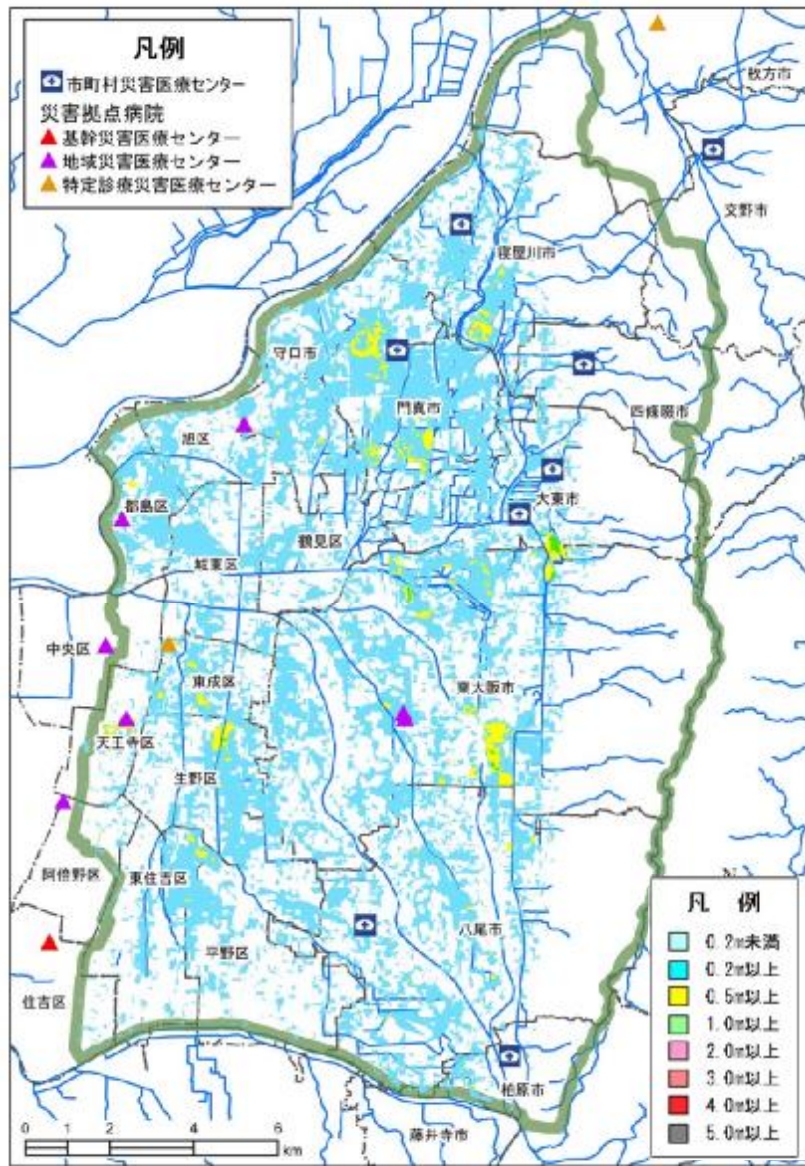 凡例
市町村災害医療センター
災害拠点病院
基幹災害医療センター
地域災害医療センター
特定診療災害医療センター
枚方市
交野市
寝屋川市
守口市
門真市
四條畷市
旭区
大東市
都島区
鶴見区
城東区
中央区
東成区
東大阪市
天王寺区
生野区
阿倍野区
東住吉区
八尾市
平野区
住吉区
柏原市
藤井寺市
N
凡 例
0.2m未満
0.2m以上
0.5m以上
1.0m以上
2.0m以上
3.0m以上
4.0m以上
5.0m以上
0 2 4 6
km